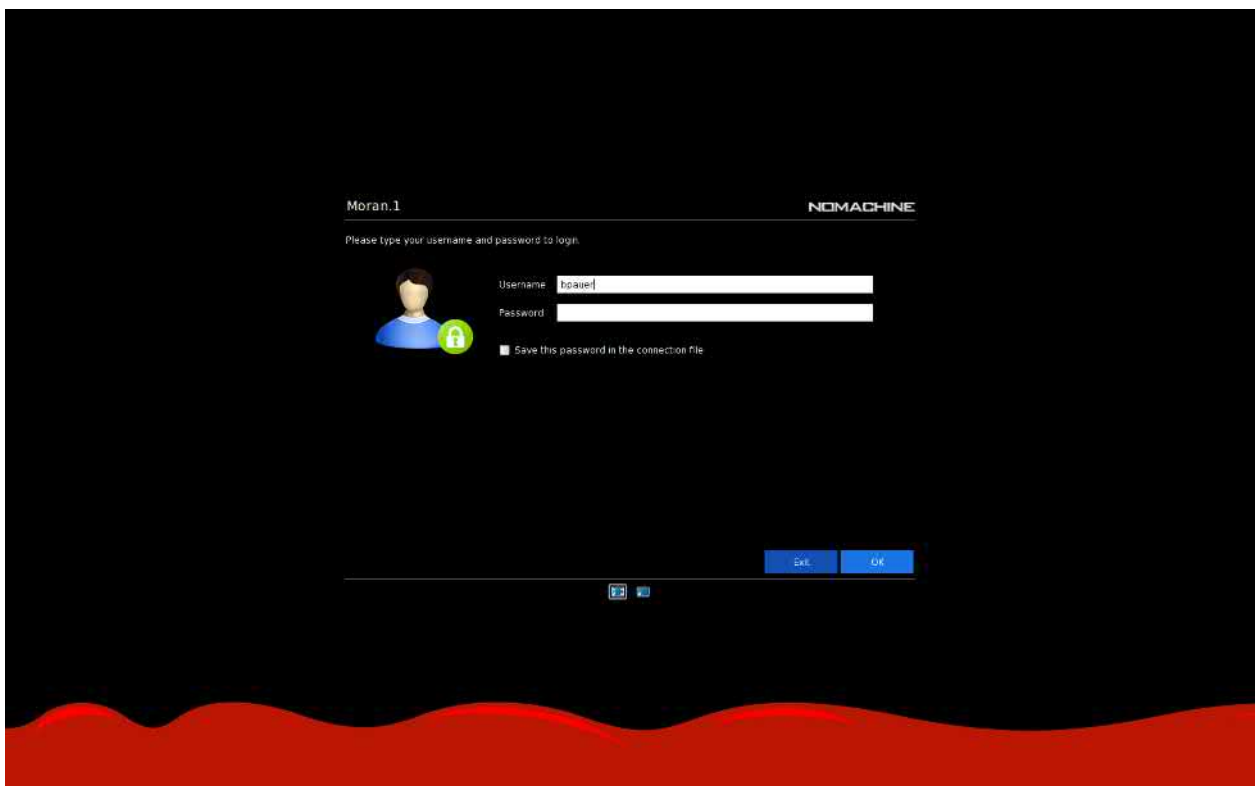 Moran.1
NOMACHINE
Please type your username and password to login.
Username bpauer
Password
Save this password in the connection file
Exit
OK